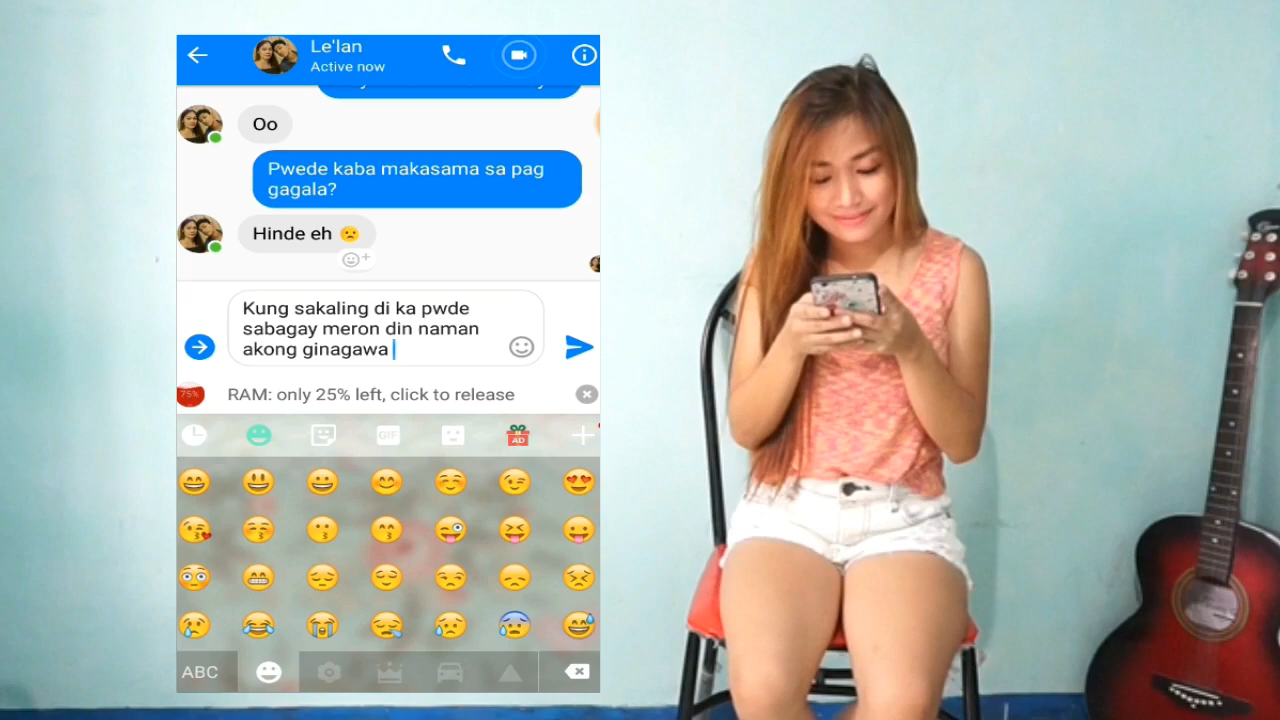 Le'lan
Active now
Oo
Pwede kaba makasama sa pag
gagala?
Hinde eh 😟
Kung sakaling di ka pwde
sabagay meron din naman
akong ginagawa
75%
RAM: only 25% left, click to release
GIF
AD
ABC